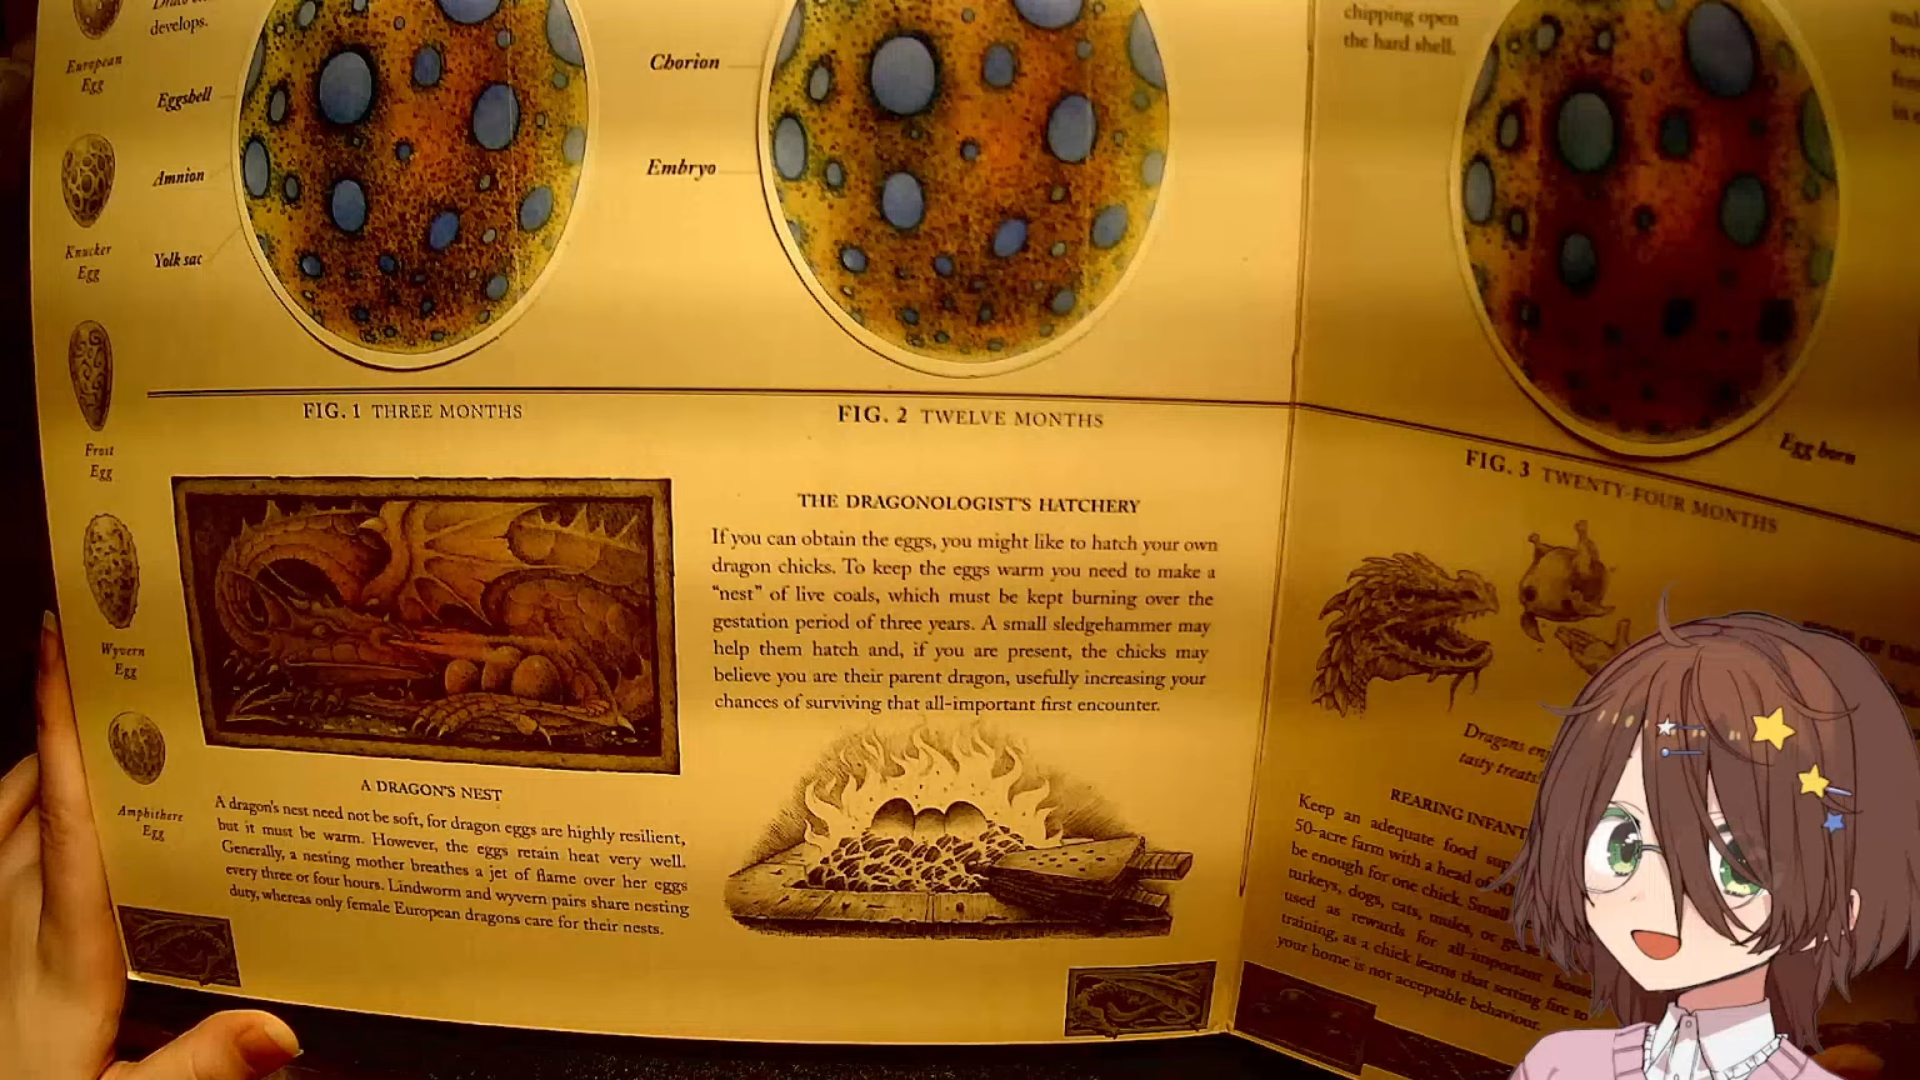 Draco
develops.
European
Egg
Eggshell
Amnion
Yolk sac
Knucker
Egg
Frost
Egg
Wyvern
Egg
Amphithere
Egg
Chorion
Embryo
FIG. 1 THREE MONTHS
FIG. 2 TWELVE MONTHS
A DRAGON'S NEST
A dragon's nest need not be soft, for dragon eggs are highly resilient,
but it must be warm. However, the eggs retain heat very well.
Generally, a nesting mother breathes a jet of flame over her eggs
every three or four hours. Lindworm and wyvern pairs share nesting
duty, whereas only female European dragons care for their nests.
THE DRAGONOLOGIST'S HATCHERY
If you can obtain the eggs, you might like to hatch your own
dragon chicks. To keep the eggs warm you need to make a
“nest” of live coals, which must be kept burning over the
gestation period of three years. A small sledgehammer may
help them hatch and, if you are present, the chicks may
believe you are their parent dragon, usefully increasing your
chances of surviving that all-important first encounter.
chipping open
the hard shell.
Egg born
FIG. 3 TWENTY-FOUR MONTHS
Dragons
tasty treats!
REARING INFANT
Keep an adequate food
50-acre farm with a head of
be enough for one chick. Small
turkeys, dogs, cats, mules, or
used as rewards for all-important
training, as a chick learns that setting fire to
your home is not acceptable behaviour.